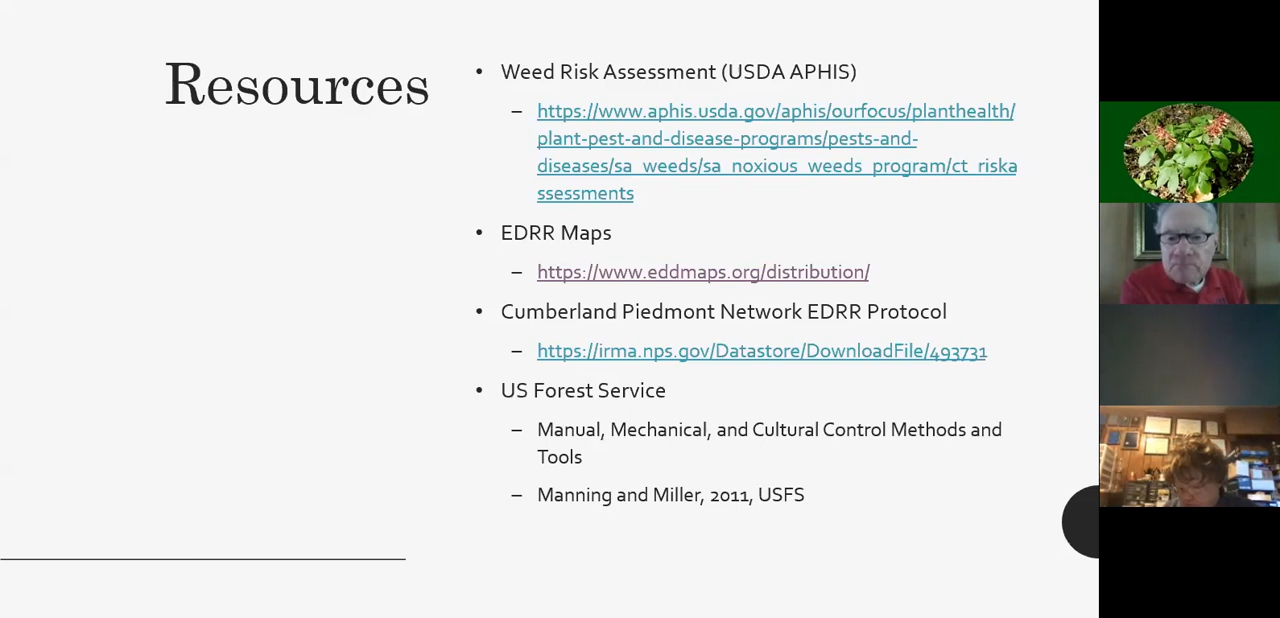 Resources
• Weed Risk Assessment (USDA APHIS)
– https://www.aphis.usda.gov/aphis/ourfocus/planthealth/
plant-pest-and-disease-programs/pests-and-
diseases/sa_weeds/sa_noxious_weeds_program/ct_riska
ssessments
• EDRR Maps
– https://www.eddmaps.org/distribution/
• Cumberland Piedmont Network EDRR Protocol
– https://irma.nps.gov/Datastore/DownloadFile/493731
• US Forest Service
– Manual, Mechanical, and Cultural Control Methods and
Tools
– Manning and Miller, 2011, USFS